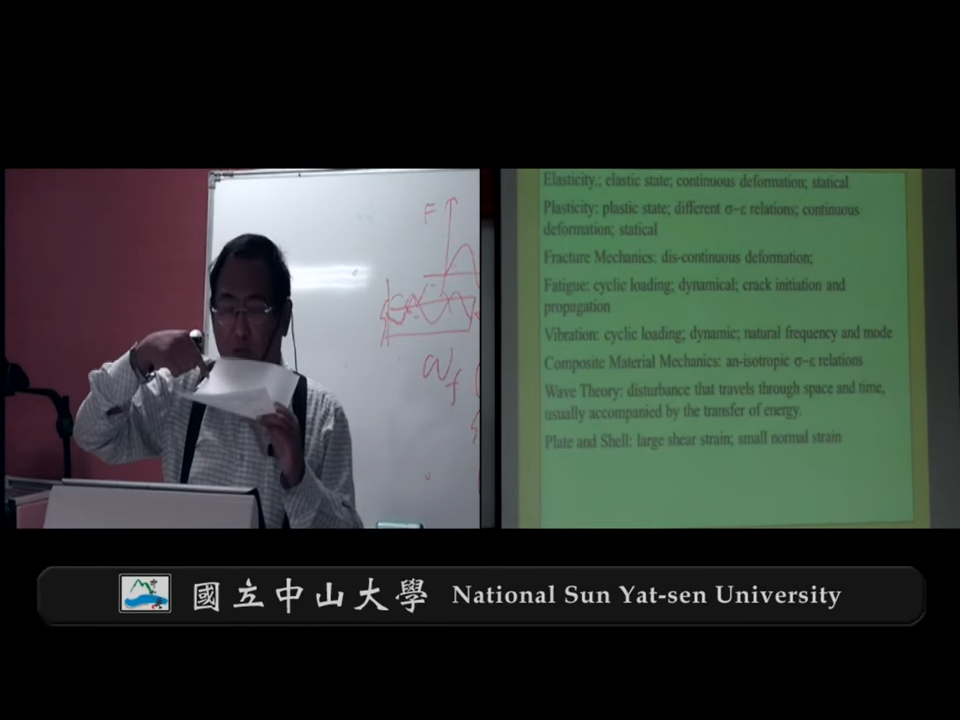 F
ω_f
Elasticity.; elastic state; continuous deformation; statical
Plasticity: plastic state; different σ−ε relations; continuous
deformation; statical
Fracture Mechanics: dis-continuous deformation;
Fatigue: cyclic loading; dynamical; crack initiation and
propagation
Vibration: cyclic loading; dynamic; natural frequency and mode
Composite Material Mechanics: an-isotropic σ−ε relations
Wave Theory: disturbance that travels through space and time,
usually accompanied by the transfer of energy.
Plate and Shell: large shear strain; small normal strain
國立中山大學 National Sun Yat-sen University